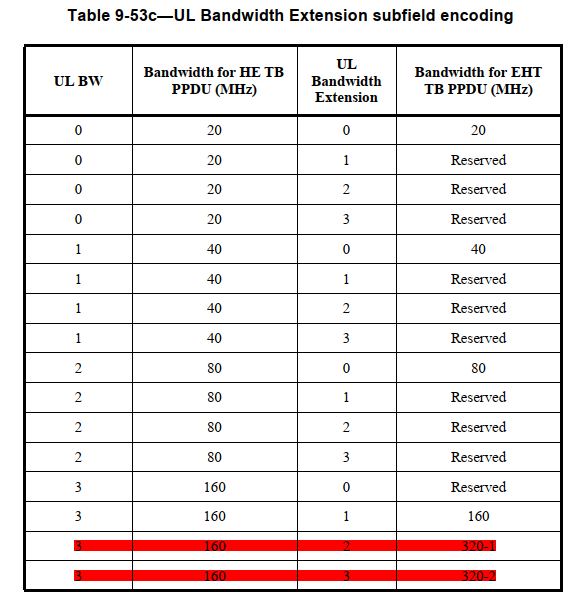 Table 9-53c—UL Bandwidth Extension subfield encoding
UL BW Bandwidth for HE TB PPDU (MHz) UL Bandwidth Extension Bandwidth for EHT TB PPDU (MHz)
0 20 0 20
0 20 1 Reserved
0 20 2 Reserved
0 20 3 Reserved
1 40 0 40
1 40 1 Reserved
1 40 2 Reserved
1 40 3 Reserved
2 80 0 80
2 80 1 Reserved
2 80 2 Reserved
2 80 3 Reserved
3 160 0 Reserved
3 160 1 160
3 160 2 320-1
3 160 3 320-2